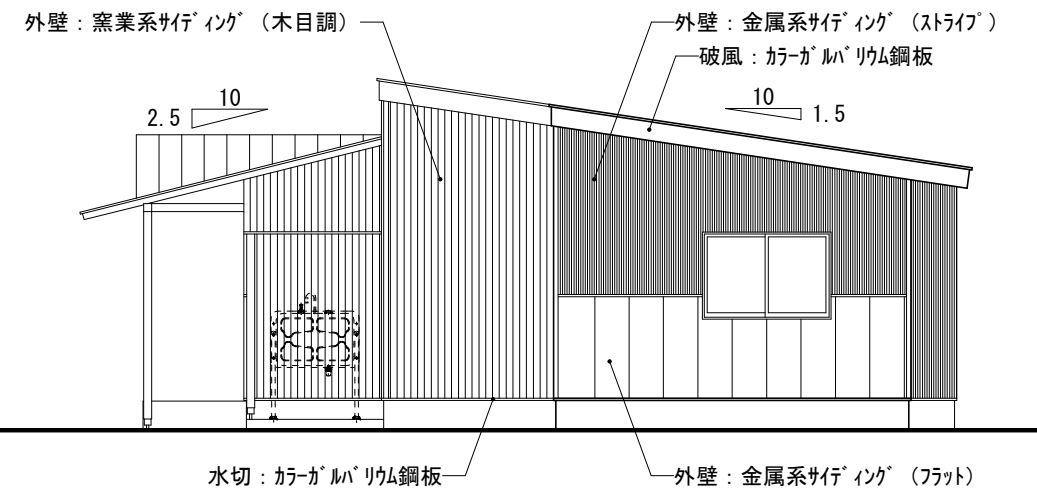 外壁：窯業系ｻｲﾃﾞｨﾝｸﾞ（木目調）
外壁：金属系ｻｲﾃﾞｨﾝｸﾞ（ｽﾄﾗｲﾌﾟ）
破風：ｶﾗｰｶﾞﾙﾊﾞﾘｳﾑ鋼板
10
2.5
10
1.5
水切：ｶﾗｰｶﾞﾙﾊﾞﾘｳﾑ鋼板
外壁：金属系ｻｲﾃﾞｨﾝｸﾞ（ﾌﾗｯﾄ）